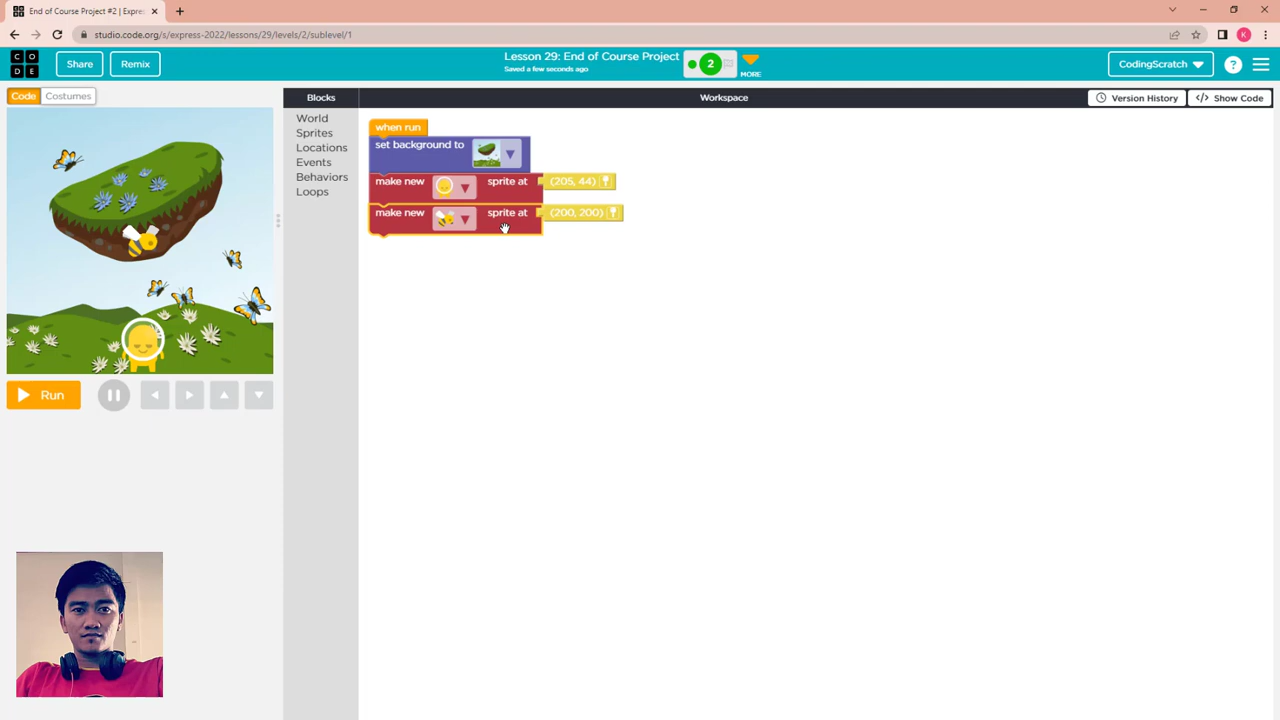 End of Course Project #2 | Expres
studio.code.org/s/express-2022/lessons/29/levels/2/sublevel/1
K
C O
D E
Share
Remix
Lesson 29: End of Course Project
Saved a few seconds ago
2
MORE
CodingScratch
?
Code
Costumes
Blocks
Workspace
Version History
</> Show Code
World
Sprites
Locations
Events
Behaviors
Loops
when run
set background to
make new sprite at (205, 44)
make new sprite at (200, 200)
Run